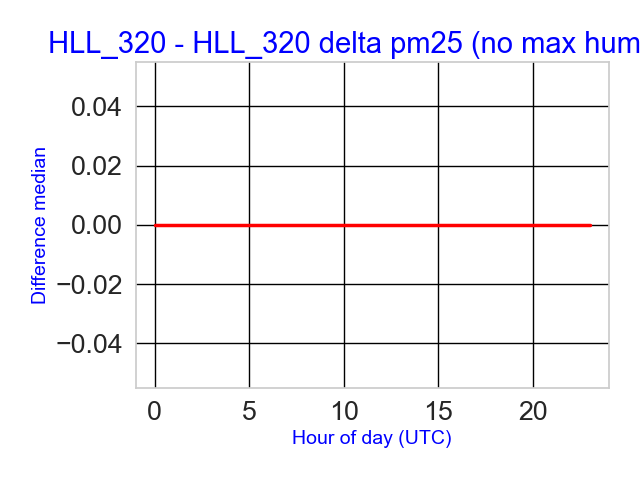 HLL_320 - HLL_320 delta pm25 (no max hum
0.04
0.02
0.00
−0.02
−0.04
Difference median
0 5 10 15 20
Hour of day (UTC)